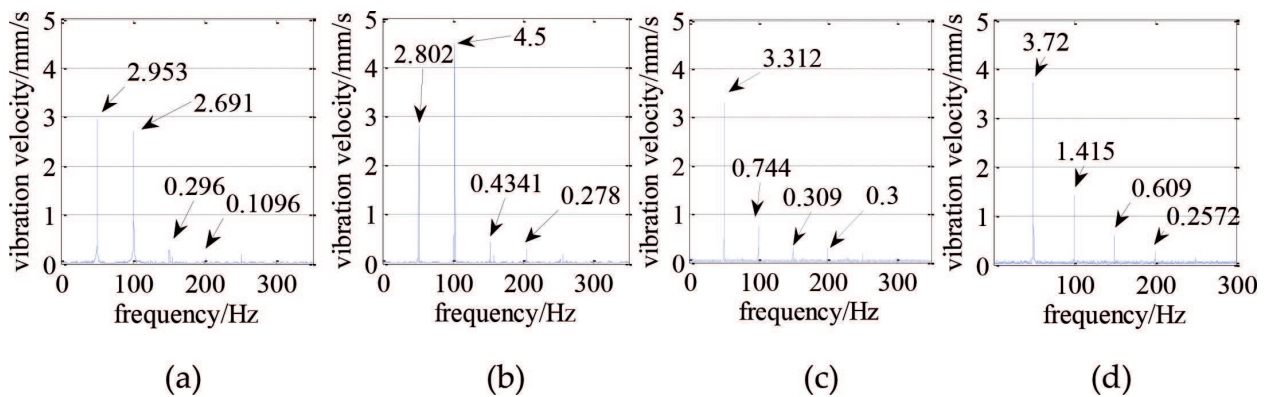 vibration velocity/mm/s
5
4
3
2
1
0
2.953
2.691
0.296
0.1096
0 100 200 300
frequency/Hz
(a)
vibration velocity/mm/s
5
4
3
2
1
0
4.5
2.802
0.4341
0.278
0 100 200 300
frequency/Hz
(b)
vibration velocity/mm/s
5
4
3
2
1
0
3.312
0.744
0.309
0.3
0 100 200 300
frequency/Hz
(c)
vibration velocity/mm/s
5
4
3
2
1
0
3.72
1.415
0.609
0.2572
100 200 300
frequency/Hz
(d)